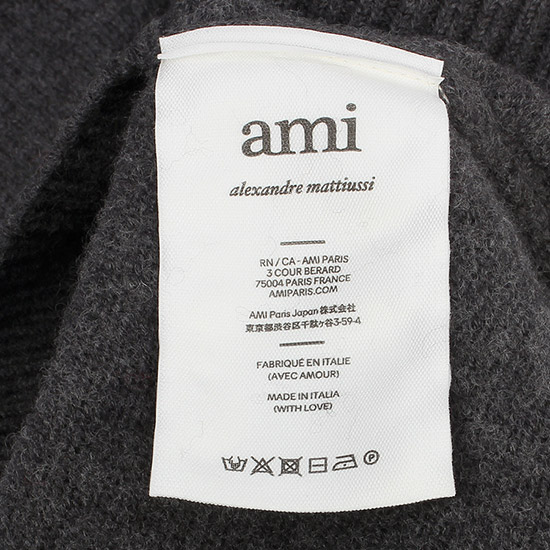 ami
alexandre mattiussi
RN / CA - AMI PARIS
3 COUR BERARD
75004 PARIS FRANCE
AMIPARIS.COM
AMI Paris Japan 株式会社
東京都渋谷区千駄ヶ谷3-59-4
FABRIQUÉ EN ITALIE
(AVEC AMOUR)
MADE IN ITALIA
(WITH LOVE)
P